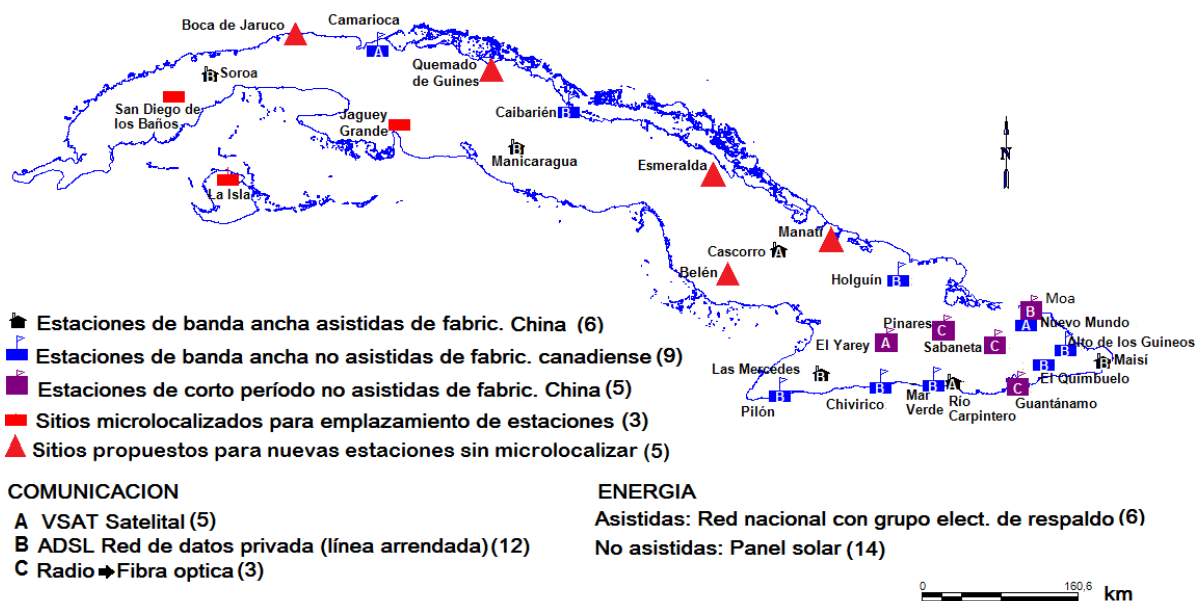 Boca de Jaruco
Camarioca
A
B
Soroa
Quemado
de Guines
San Diego de
los Baños
Jaguey
Grande
Caibarién
B
B
Manicaragua
Esmeralda
N
La Isla
Manatí
Cascorro
A
Belén
Holguín
B
Moa
B
Pinares
C
A
Nuevo Mundo
El Yarey
A
Sabaneta
C
Alto de los Guineos
B
Maisí
B
Las Mercedes
B
B
El Quimbuelo
Pilón
B
Chivirico
B
Mar
Verde
B
A
Río
Carpintero
C
Guantánamo
Estaciones de banda ancha asistidas de fabric. China (6)
Estaciones de banda ancha no asistidas de fabric. canadiense (9)
Estaciones de corto período no asistidas de fabric. China (5)
Sitios microlocalizados para emplazamiento de estaciones (3)
Sitios propuestos para nuevas estaciones sin microlocalizar (5)
COMUNICACION
A VSAT Satelital (5)
B ADSL Red de datos privada (línea arrendada) (12)
C Radio ➡ Fibra optica (3)
ENERGIA
Asistidas: Red nacional con grupo elect. de respaldo (6)
No asistidas: Panel solar (14)
0 160,6
km